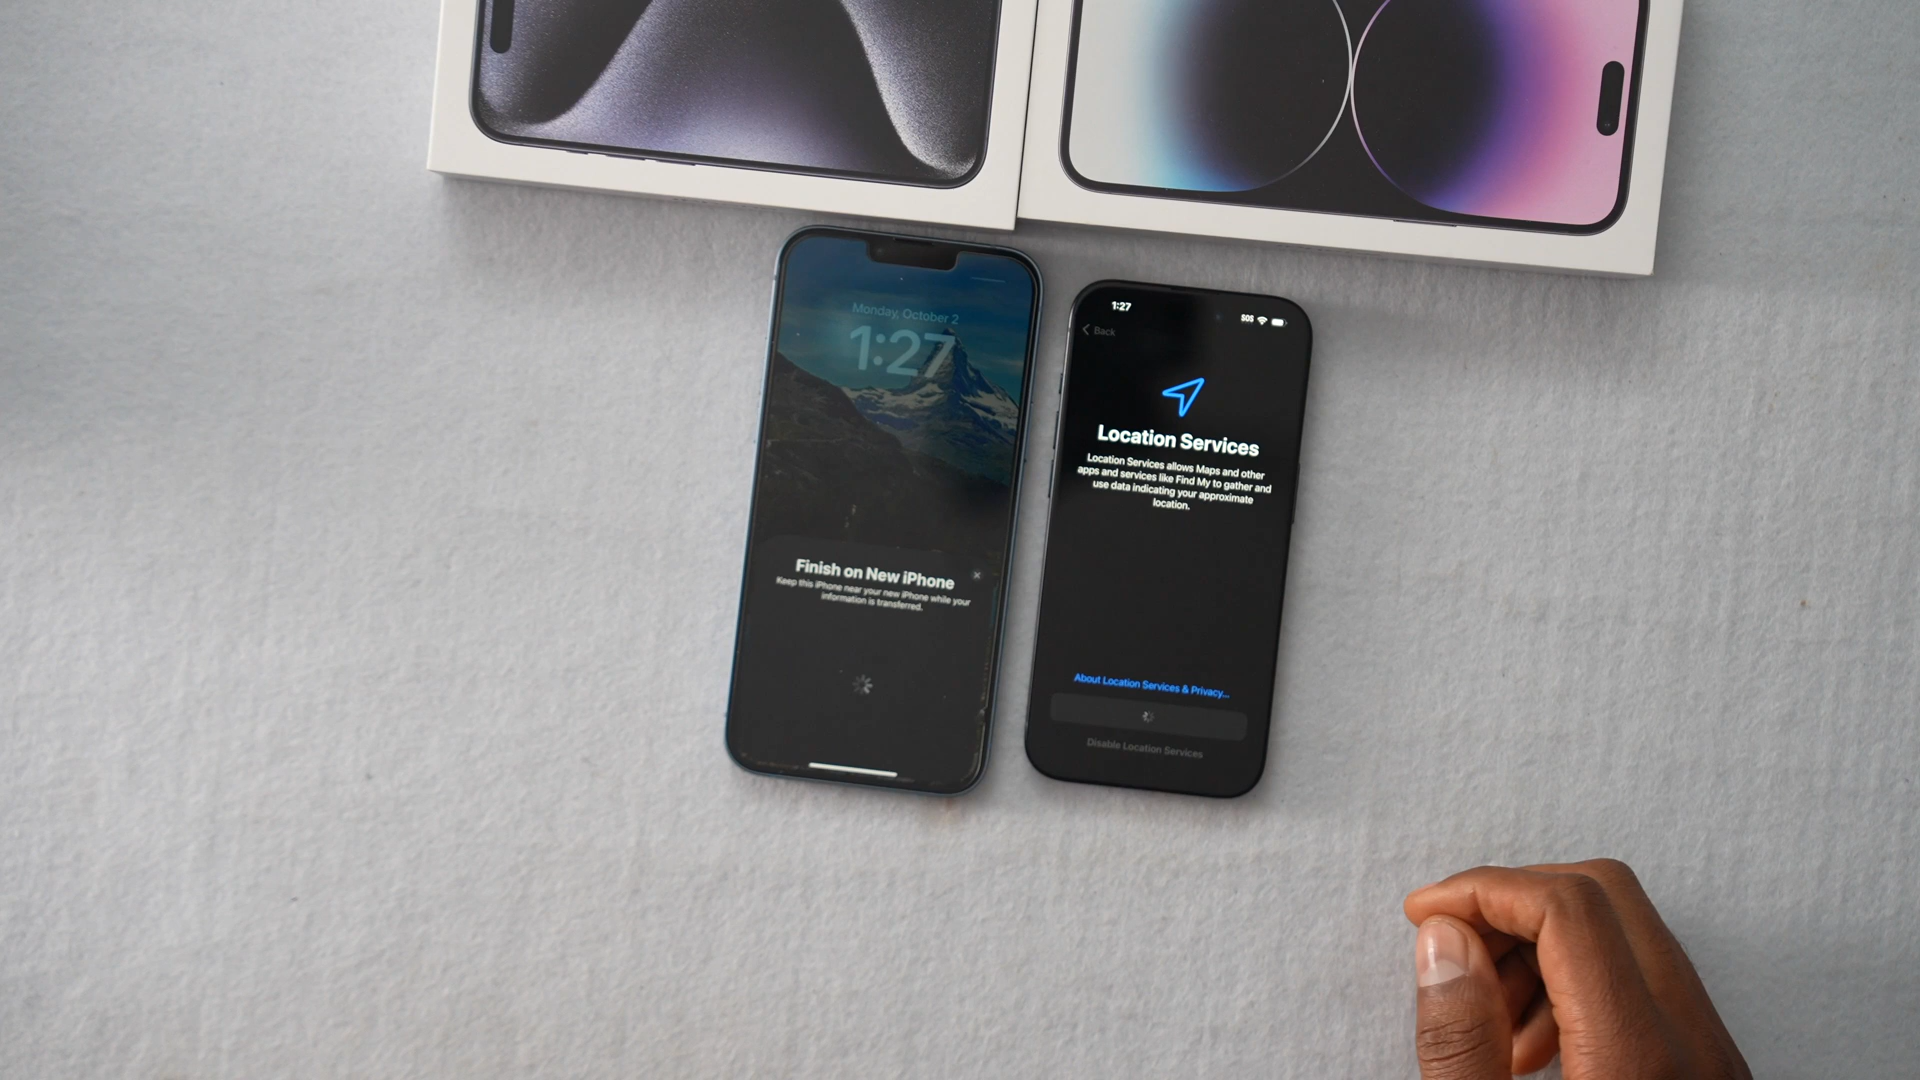 Monday, October 2
1:27
Finish on New iPhone
Keep this iPhone near your new iPhone while your
information is transferred.
1:27
SOS
Back
Location Services
Location Services allows Maps and other
apps and services like Find My to gather and
use data indicating your approximate
location.
About Location Services & Privacy...
Disable Location Services